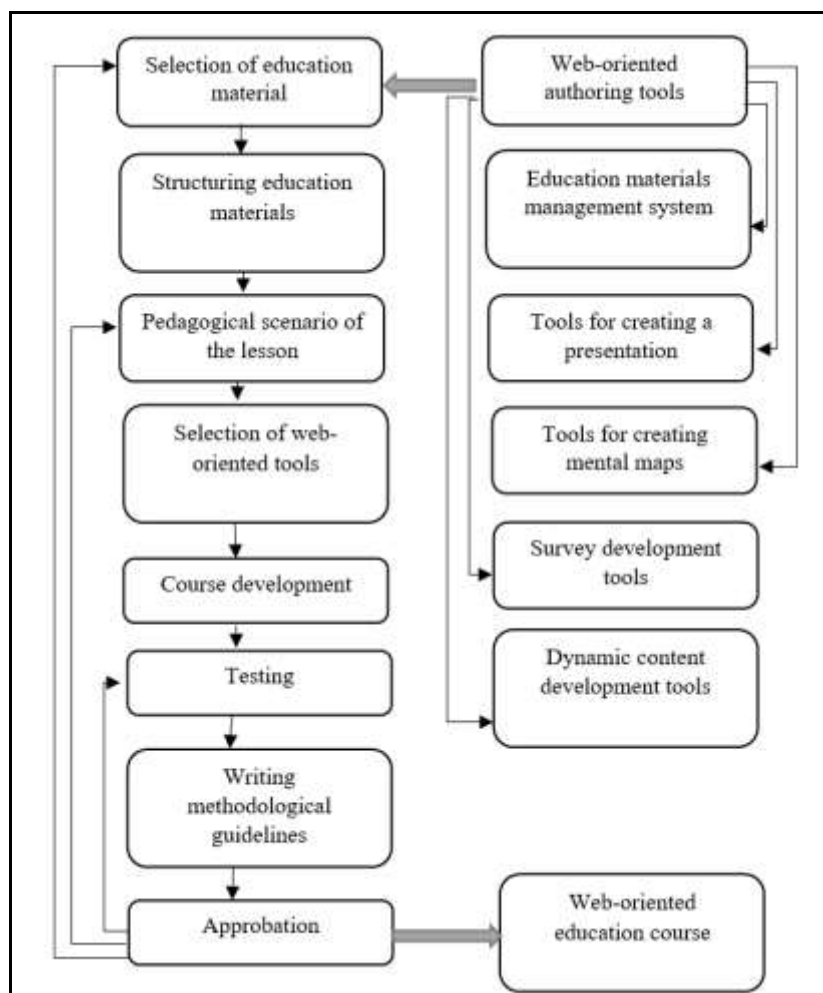 Selection of education
material
Web-oriented
authoring tools
Structuring education
materials
Education materials
management system
Pedagogical scenario of
the lesson
Tools for creating a
presentation
Selection of web-
oriented tools
Tools for creating
mental maps
Course development
Survey development
tools
Testing
Dynamic content
development tools
Writing
methodological
guidelines
Approbation
Web-oriented
education course